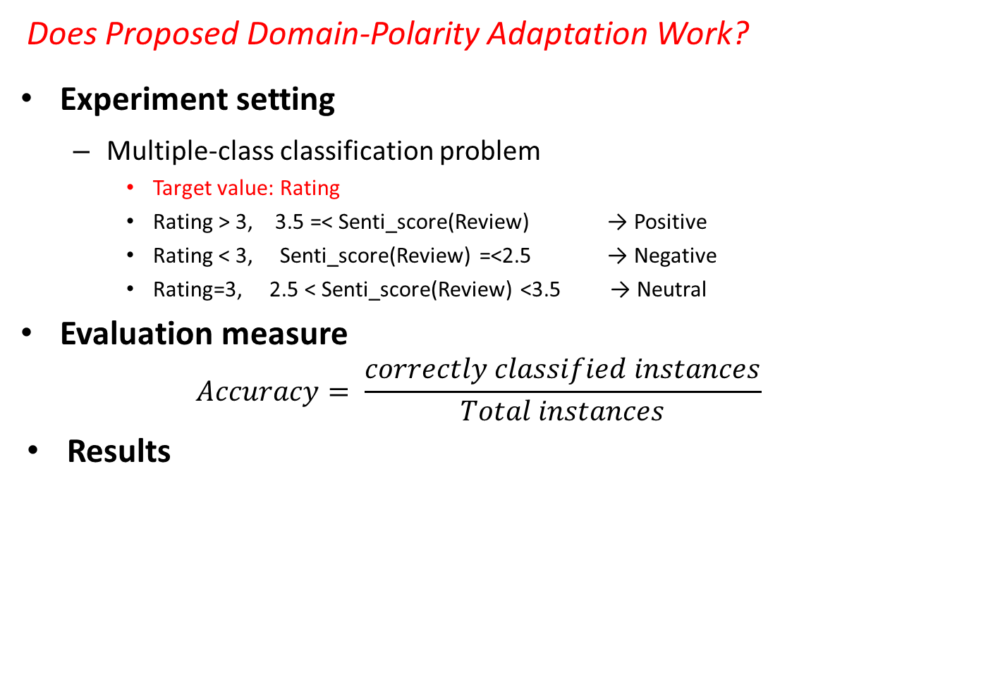 Does Proposed Domain-Polarity Adaptation Work?
• Experiment setting
– Multiple-class classification problem
• Target value: Rating
• Rating > 3, 3.5 =< Senti_score(Review) → Positive
• Rating < 3, Senti_score(Review) =<2.5 → Negative
• Rating=3, 2.5 < Senti_score(Review) <3.5 → Neutral
• Evaluation measure
correctly classified instances
Accuracy =
Total instances
• Results